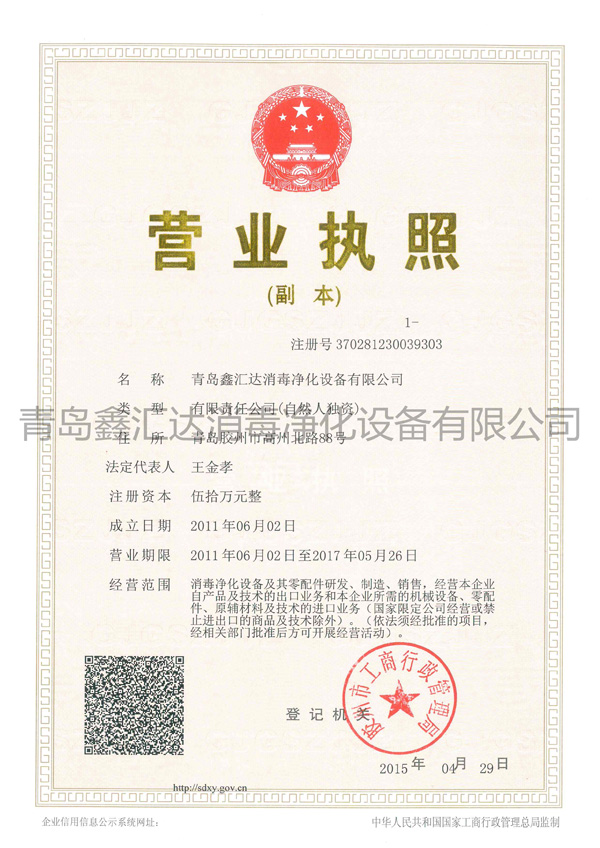 营业执照
(副 本)
1-
注册号 370281230039303
名 称 青岛鑫汇达消毒净化设备有限公司
类 型 有限责任公司(自然人独资)
青岛鑫汇达消毒净化设备有限公司
住 所 青岛胶州市高州北路88号
法定代表人 王金孝
注册资本 伍拾万元整
成立日期 2011年06月02日
营业期限 2011年06月02日至2017年05月26日
经营范围 消毒净化设备及其零配件研发、制造、销售,经营本企业
自产品及技术的出口业务和本企业所需的机械设备、零配
件、原辅材料及技术的进口业务(国家限定公司经营或禁
止进出口的商品及技术除外)。(依法须经批准的项目,
经相关部门批准后方可开展经营活动)。
胶州市工商行政管理局
登记机关
2015年 04月 29日
http://sdxy.gov.cn
企业信用信息公示系统网址:
中华人民共和国国家工商行政管理总局监制